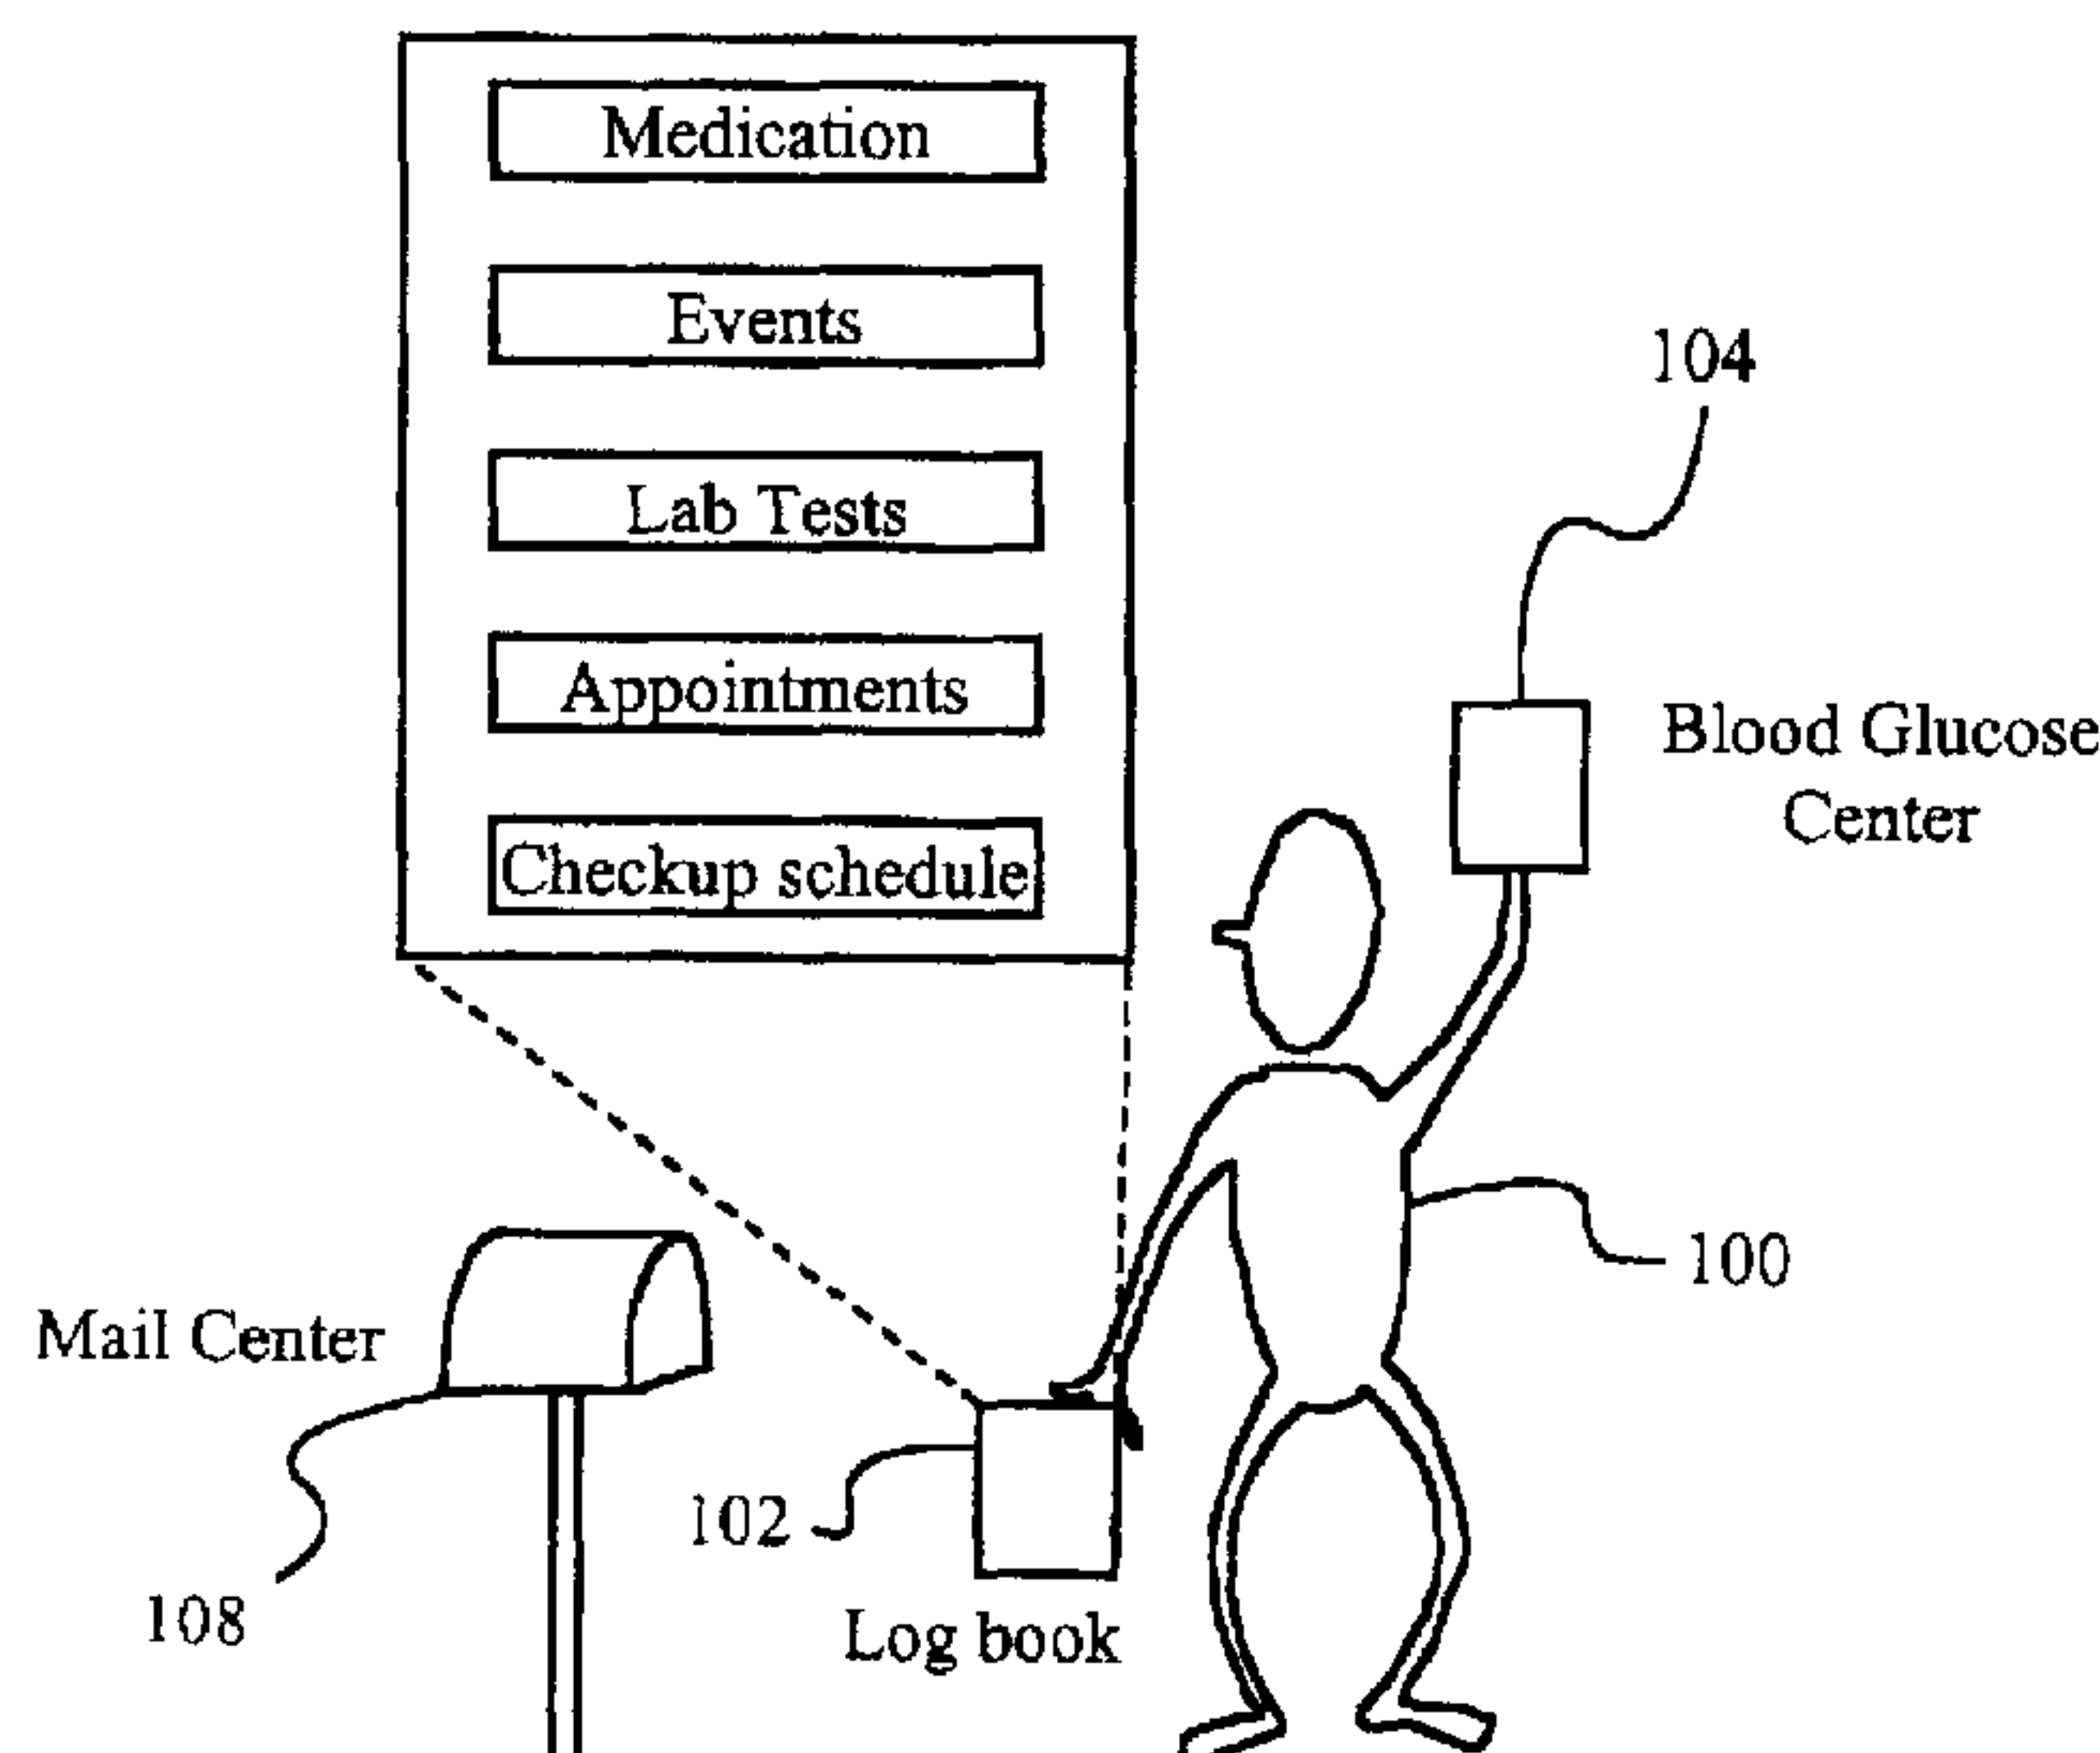 Medication
Events
Lab Tests
Appointments
Checkup schedule
104
Blood Glucose
Center
100
Mail Center
102
108
Log book